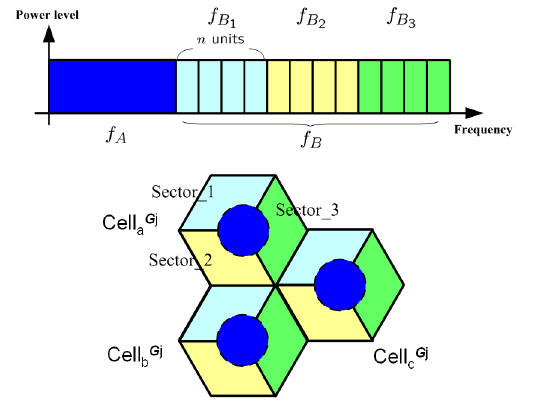 Power level
f_{B_1} f_{B_2} f_{B_3}
n units
f_A f_B Frequency
Sector_1
Cell_a^{Gj} Sector_3
Sector_2
Cell_b^{Gj} Cell_c^{Gj}